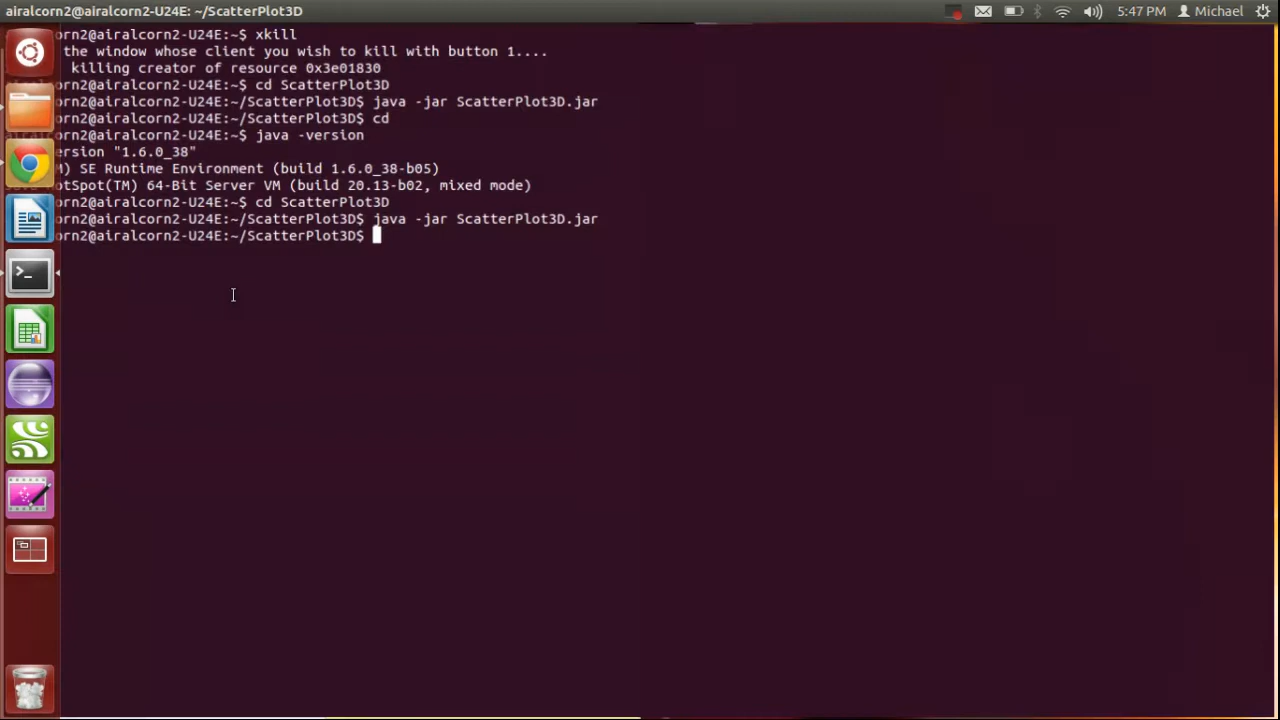 airalcorn2@airalcorn2-U24E: ~/ScatterPlot3D
5:47 PM Michael
orn2@airalcorn2-U24E:~$ xkill
the window whose client you wish to kill with button 1....
killing creator of resource 0x3e01830
orn2@airalcorn2-U24E:~$ cd ScatterPlot3D
orn2@airalcorn2-U24E:~/ScatterPlot3D$ java -jar ScatterPlot3D.jar
orn2@airalcorn2-U24E:~/ScatterPlot3D$ cd
orn2@airalcorn2-U24E:~$ java -version
ersion "1.6.0_38"
) SE Runtime Environment (build 1.6.0_38-b05)
otSpot(TM) 64-Bit Server VM (build 20.13-b02, mixed mode)
orn2@airalcorn2-U24E:~$ cd ScatterPlot3D
orn2@airalcorn2-U24E:~/ScatterPlot3D$ java -jar ScatterPlot3D.jar
orn2@airalcorn2-U24E:~/ScatterPlot3D$